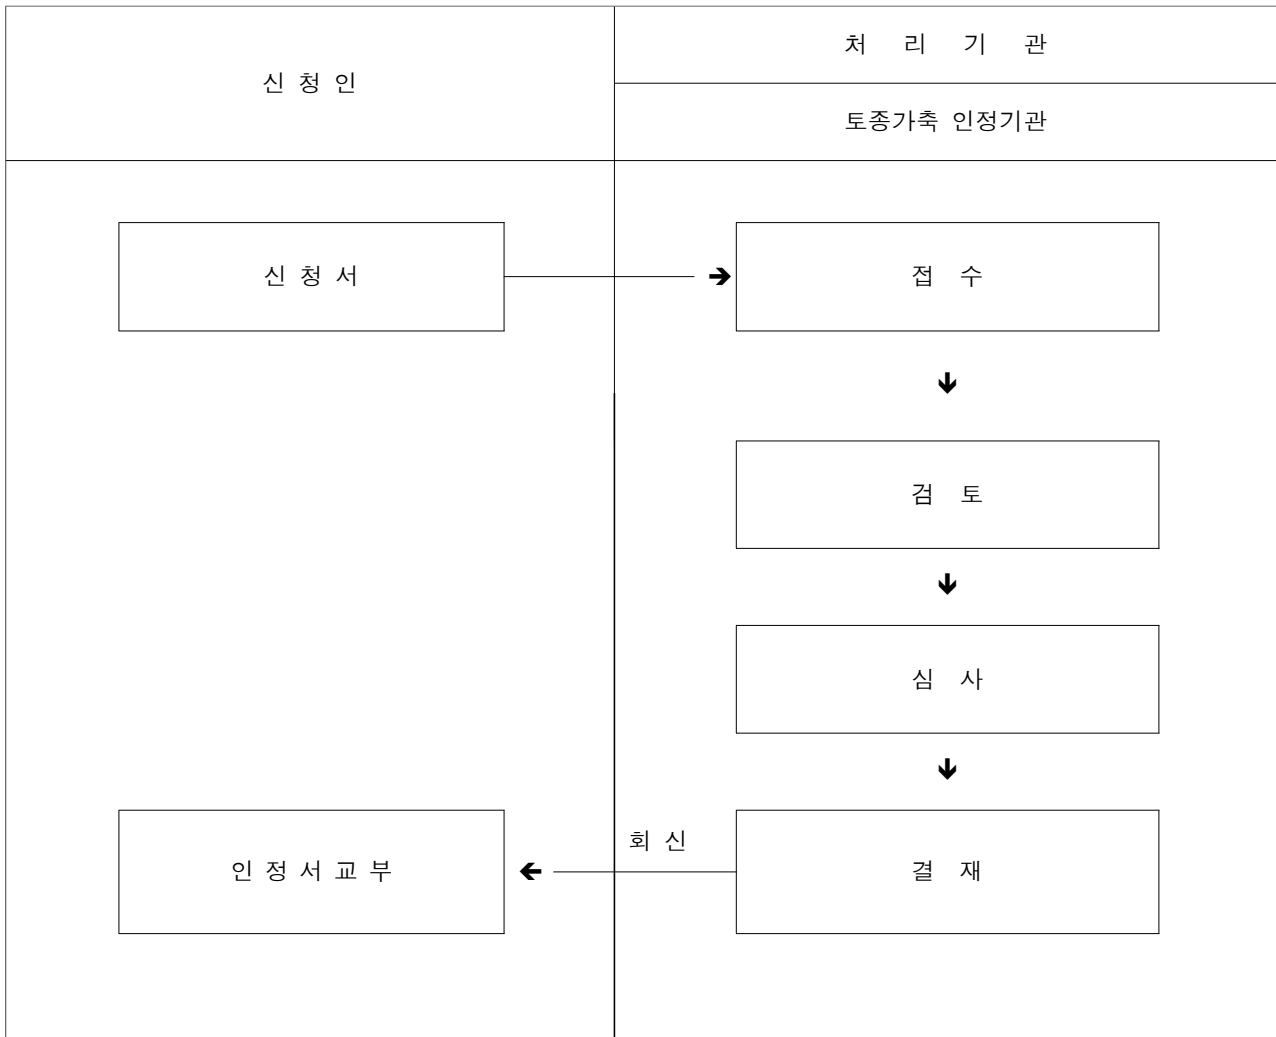 신 청 인
처 리 기 관
토종가축 인정기관
신 청 서
접 수
검 토
심 사
회 신
인 정 서 교 부
결 재